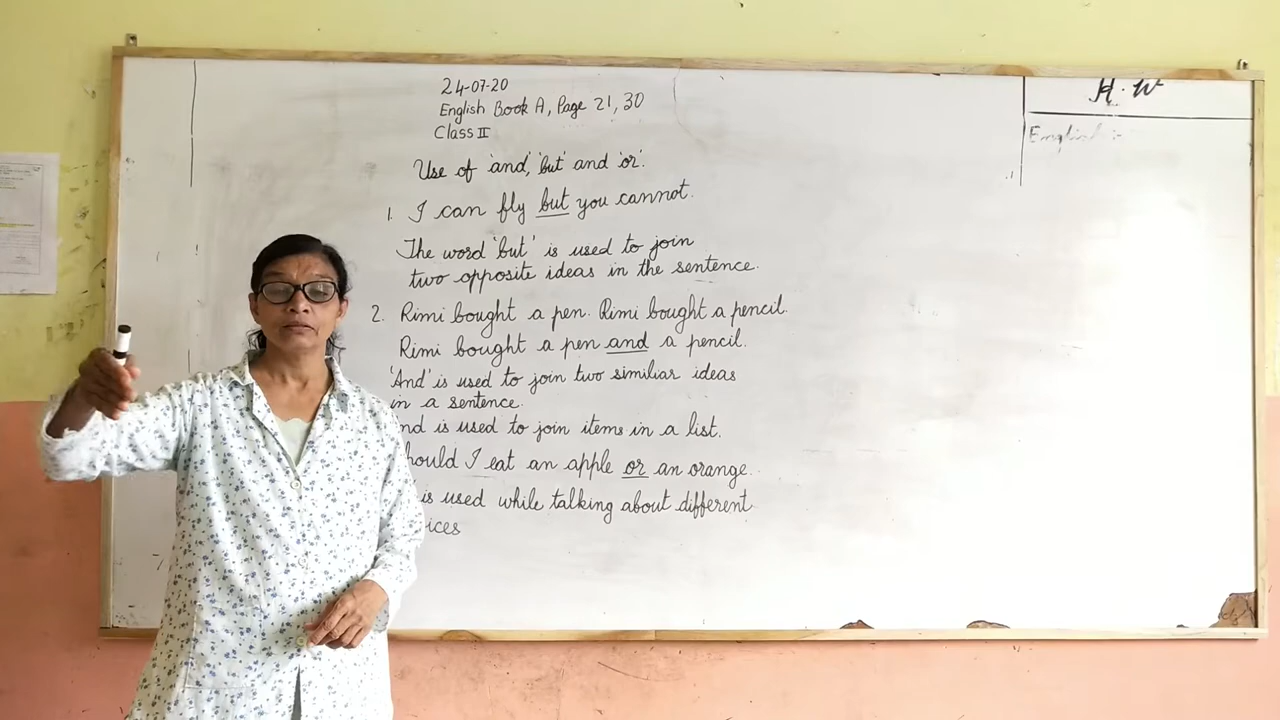 24-07-20
English Book A, Page 21, 30
Class II
Use of 'and,' 'but' and 'or'.
1. I can fly but you cannot.
The word 'but' is used to join
two opposite ideas in the sentence.
2. Rimi bought a pen. Rimi bought a pencil.
Rimi bought a pen and a pencil.
'And' is used to join two similiar ideas
in a sentence.
nd is used to join items in a list.
hould I eat an apple or an orange..
is used while talking about different
ices
H.W
English :-